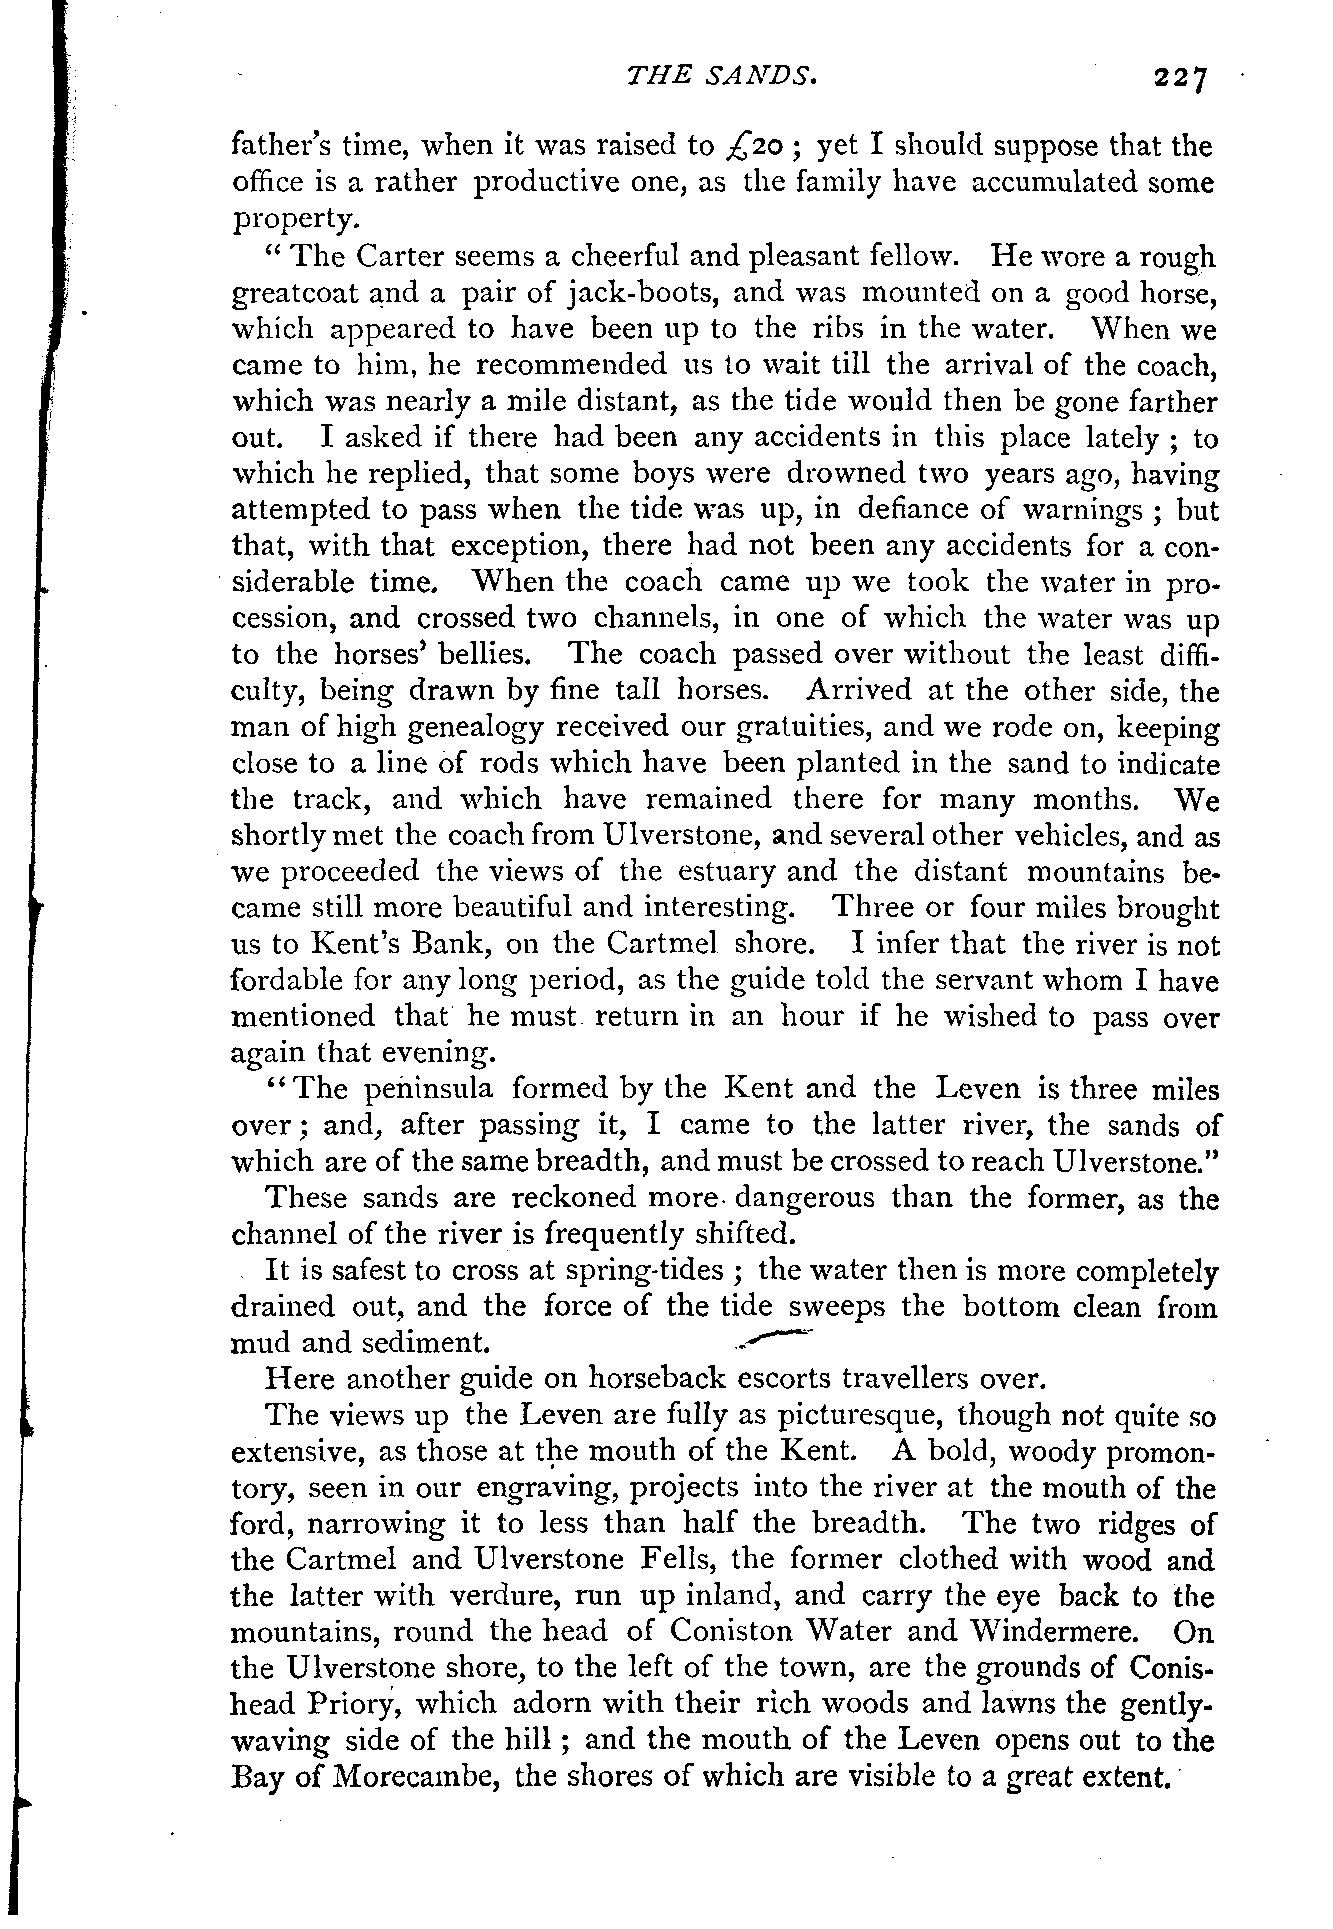 THE SANDS. 227
father's time, when it was raised to £20 ; yet I should suppose that the
office is a rather productive one, as the family have accumulated some
property.
“ The Carter seems a cheerful and pleasant fellow. He wore a rough
greatcoat and a pair of jack-boots, and was mounted on a good horse,
which appeared to have been up to the ribs in the water. When we
came to him, he recommended us to wait till the arrival of the coach,
which was nearly a mile distant, as the tide would then be gone farther
out. I asked if there had been any accidents in this place lately ; to
which he replied, that some boys were drowned two years ago, having
attempted to pass when the tide was up, in defiance of warnings ; but
that, with that exception, there had not been any accidents for a con-
siderable time. When the coach came up we took the water in pro-
cession, and crossed two channels, in one of which the water was up
to the horses' bellies. The coach passed over without the least diffi-
culty, being drawn by fine tall horses. Arrived at the other side, the
man of high genealogy received our gratuities, and we rode on, keeping
close to a line of rods which have been planted in the sand to indicate
the track, and which have remained there for many months. We
shortly met the coach from Ulverstone, and several other vehicles, and as
we proceeded the views of the estuary and the distant mountains be-
came still more beautiful and interesting. Three or four miles brought
us to Kent's Bank, on the Cartmel shore. I infer that the river is not
fordable for any long period, as the guide told the servant whom I have
mentioned that he must return in an hour if he wished to pass over
again that evening.
“The peninsula formed by the Kent and the Leven is three miles
over ; and, after passing it, I came to the latter river, the sands of
which are of the same breadth, and must be crossed to reach Ulverstone.”
These sands are reckoned more dangerous than the former, as the
channel of the river is frequently shifted.
It is safest to cross at spring-tides ; the water then is more completely
drained out, and the force of the tide sweeps the bottom clean from
mud and sediment.
Here another guide on horseback escorts travellers over.
The views up the Leven are fully as picturesque, though not quite so
extensive, as those at the mouth of the Kent. A bold, woody promon-
tory, seen in our engraving, projects into the river at the mouth of the
ford, narrowing it to less than half the breadth. The two ridges of
the Cartmel and Ulverstone Fells, the former clothed with wood and
the latter with verdure, run up inland, and carry the eye back to the
mountains, round the head of Coniston Water and Windermere. On
the Ulverstone shore, to the left of the town, are the grounds of Conis-
head Priory, which adorn with their rich woods and lawns the gently-
waving side of the hill ; and the mouth of the Leven opens out to the
Bay of Morecambe, the shores of which are visible to a great extent.